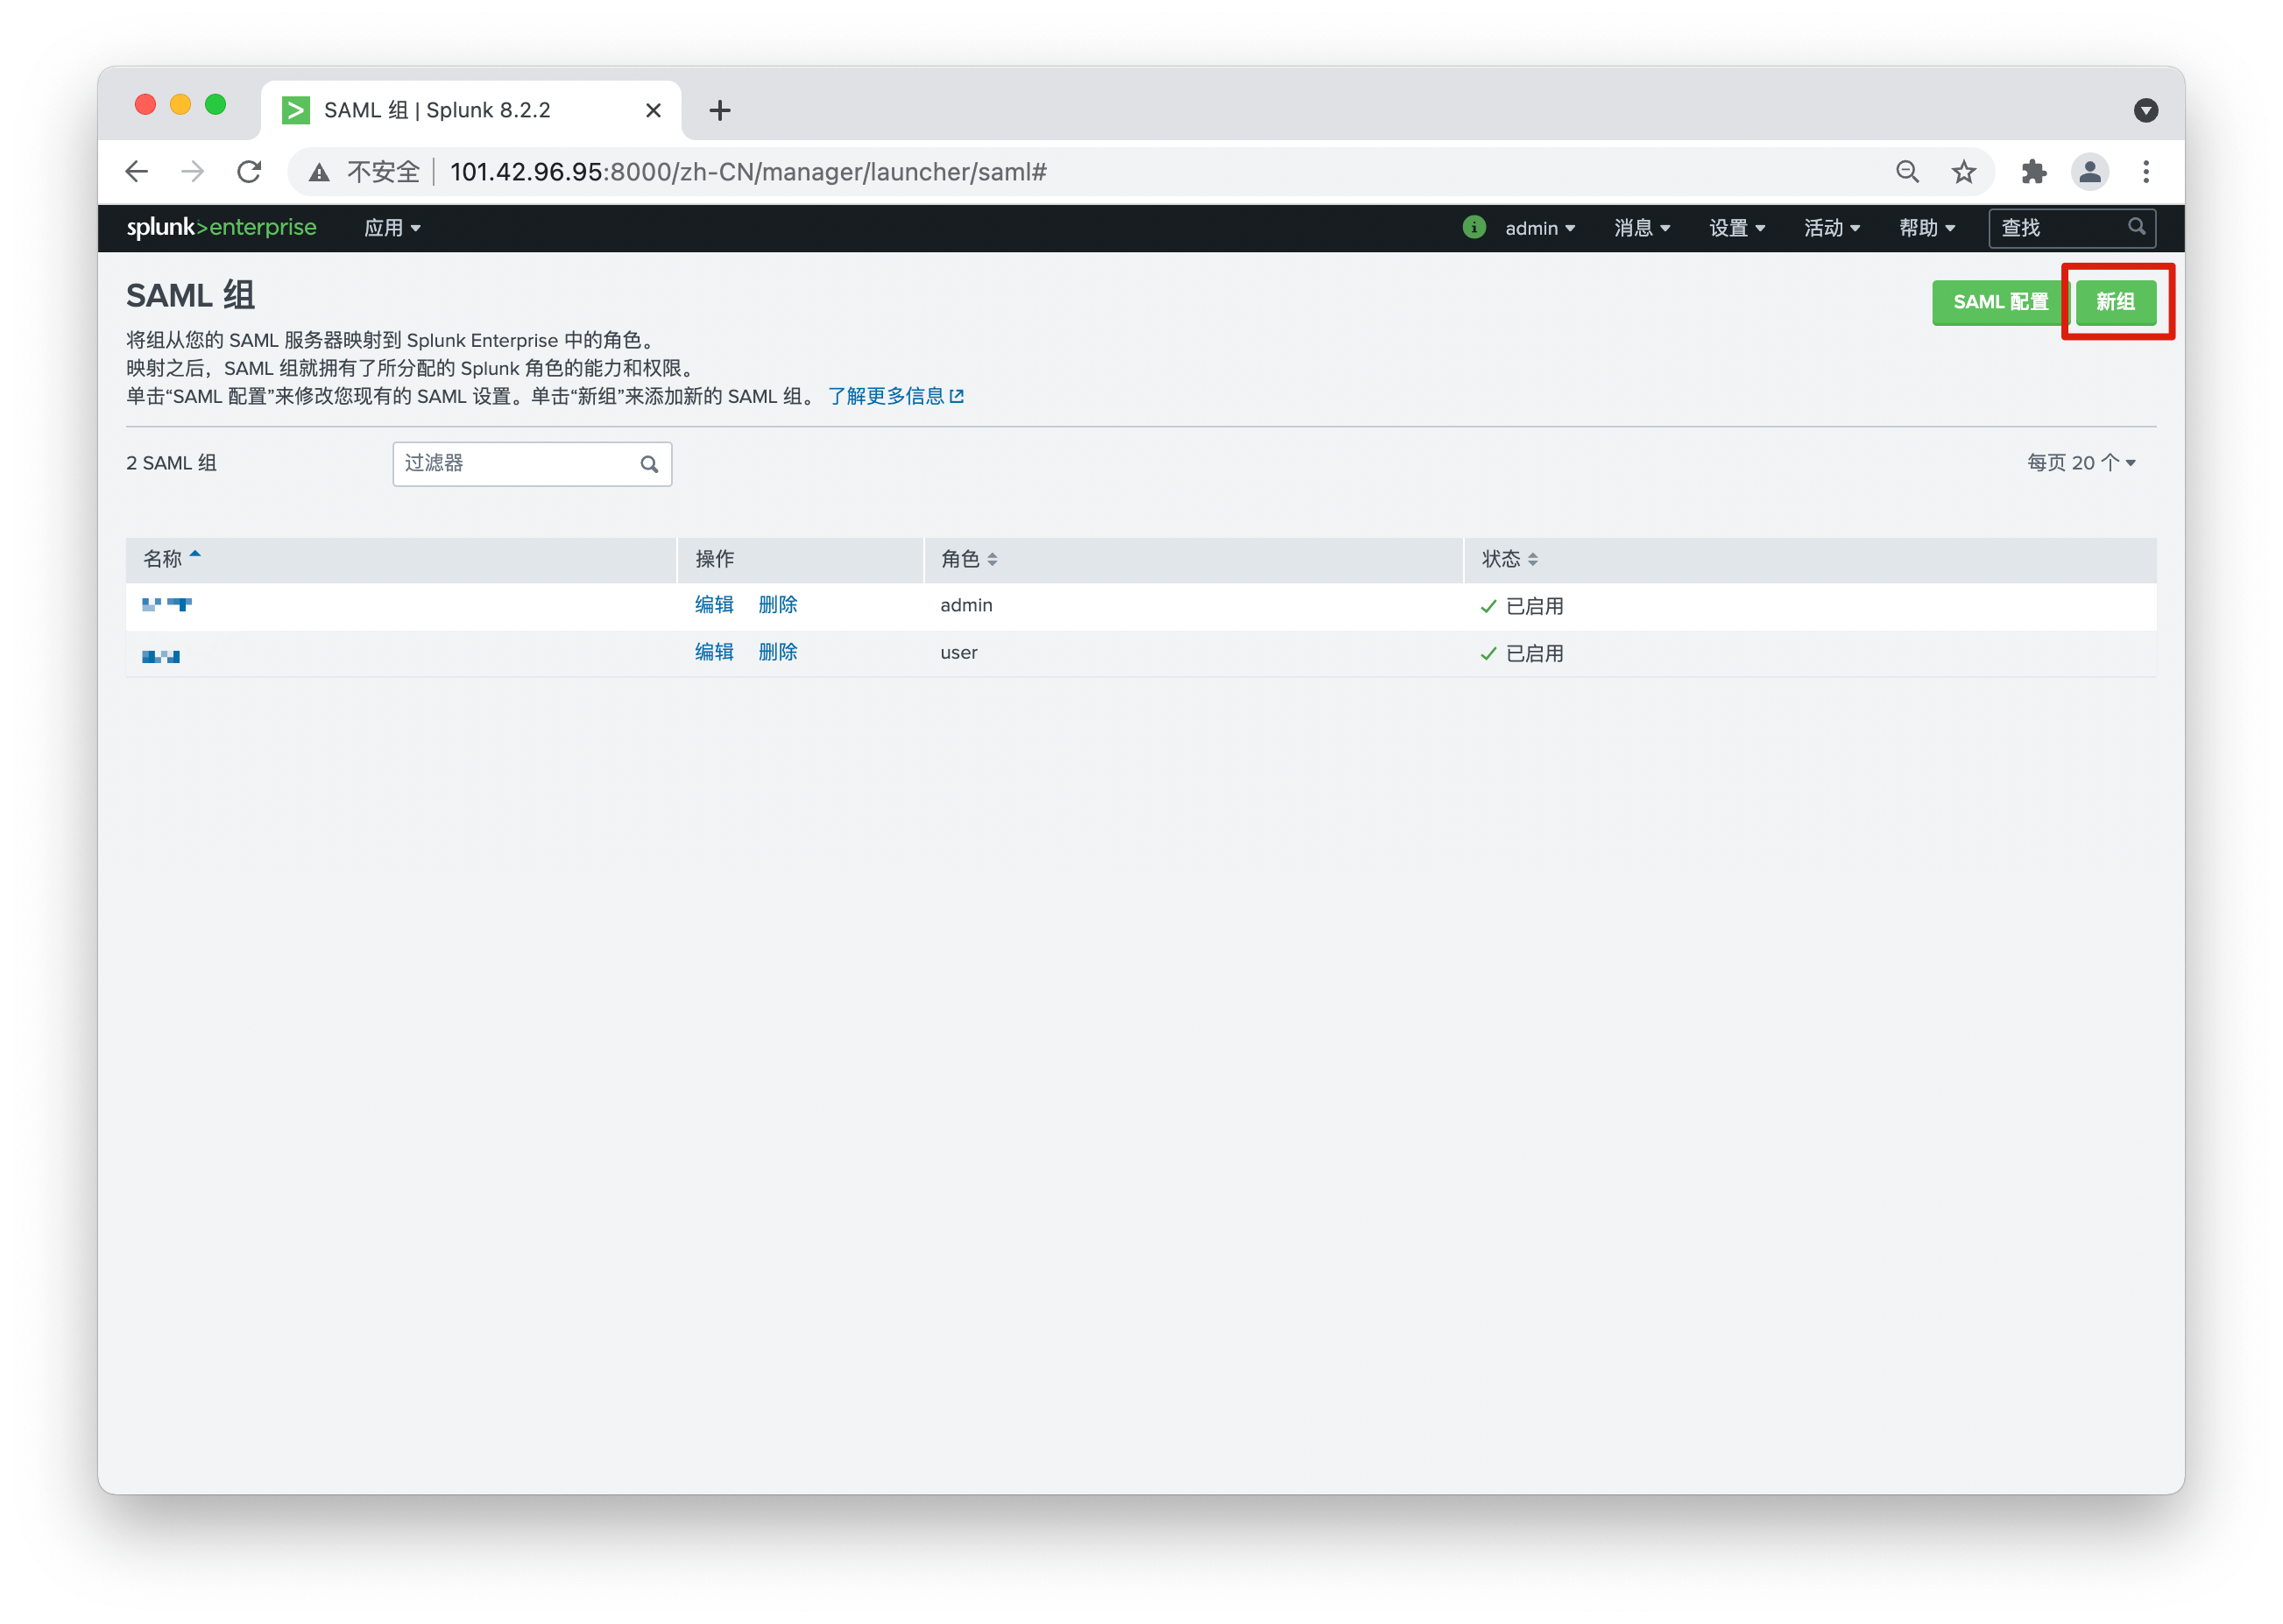 SAML 组 | Splunk 8.2.2
不安全 101.42.96.95:8000/zh-CN/manager/launcher/saml#
splunk>enterprise 应用 admin 消息 设置 活动 帮助 查找
SAML 组
SAML 配置 新组
将组从您的 SAML 服务器映射到 Splunk Enterprise 中的角色。
映射之后，SAML 组就拥有了所分配的 Splunk 角色的能力和权限。
单击“SAML 配置”来修改您现有的 SAML 设置。单击“新组”来添加新的 SAML 组。 了解更多信息
2 SAML 组 过滤器 每页 20 个
名称 操作 角色 状态
编辑 删除 admin 已启用
编辑 删除 user 已启用